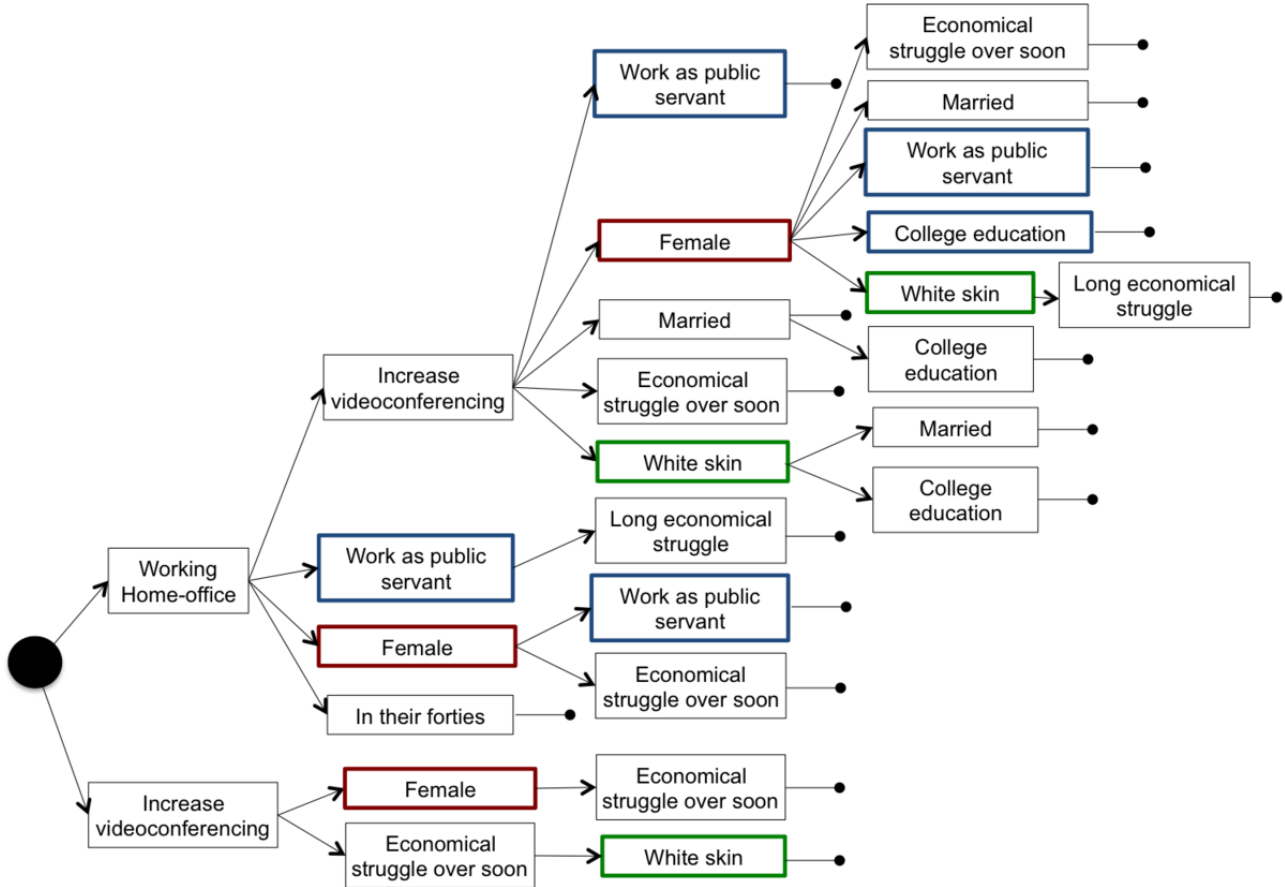 Economical
struggle over soon
Work as public
servant
Married
Work as public
servant
Female
College education
White skin
Long economical
struggle
Married
Increase
videoconferencing
College
education
Economical
struggle over soon
Married
White skin
College
education
Long economical
struggle
Working
Home-office
Work as public
servant
Work as public
servant
Female
Economical
struggle over soon
In their forties
Female
Economical
struggle over soon
Increase
videoconferencing
Economical
struggle over soon
White skin